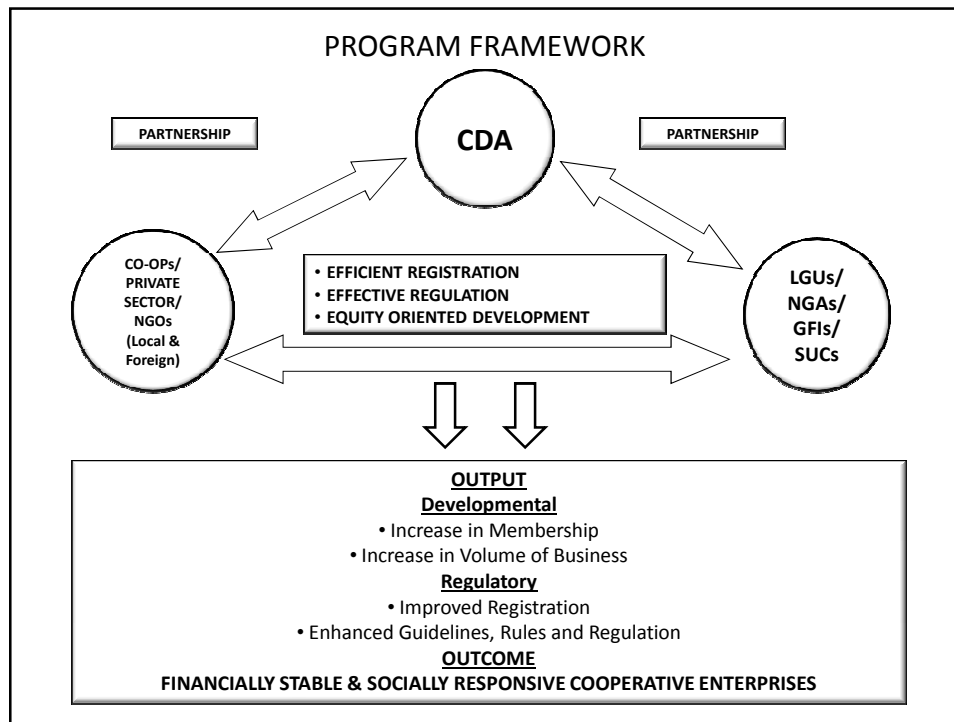 PROGRAM FRAMEWORK
PARTNERSHIP
CDA
PARTNERSHIP
CO-OPs/
PRIVATE
SECTOR/
NGOs
(Local &
Foreign)
• EFFICIENT REGISTRATION
• EFFECTIVE REGULATION
• EQUITY ORIENTED DEVELOPMENT
LGUs/
NGAs/
GFIs/
SUCs
OUTPUT
Developmental
• Increase in Membership
• Increase in Volume of Business
Regulatory
• Improved Registration
• Enhanced Guidelines, Rules and Regulation
OUTCOME
FINANCIALLY STABLE & SOCIALLY RESPONSIVE COOPERATIVE ENTERPRISES